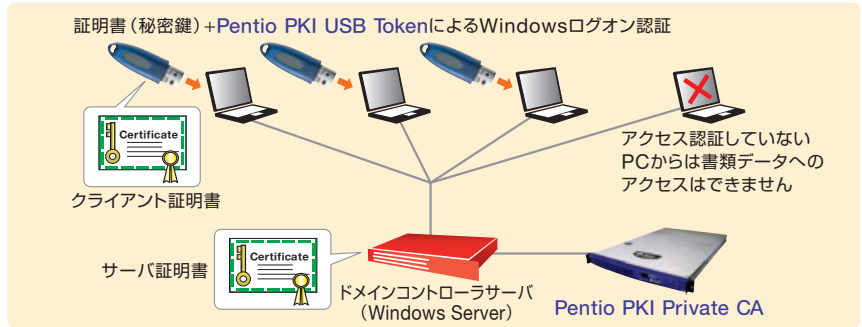 証明書（秘密鍵）+Pentio PKI USB TokenによるWindowsログオン認証
Certificate
クライアント証明書
アクセス認証していない
PCからは書類データへの
アクセスはできません
サーバ証明書
Certificate
ドメインコントローラサーバ
（Windows Server）
Pentio PKI Private CA